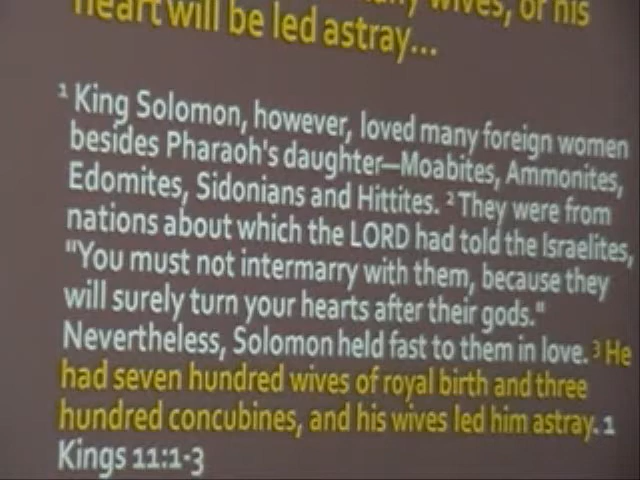 many wives, or his
heart will be led astray...
¹ King Solomon, however, loved many foreign women
besides Pharaoh's daughter—Moabites, Ammonites,
Edomites, Sidonians and Hittites. ² They were from
nations about which the LORD had told the Israelites,
"You must not intermarry with them, because they
will surely turn your hearts after their gods."
Nevertheless, Solomon held fast to them in love. ³ He
had seven hundred wives of royal birth and three
hundred concubines, and his wives led him astray. 1
Kings 11:1-3